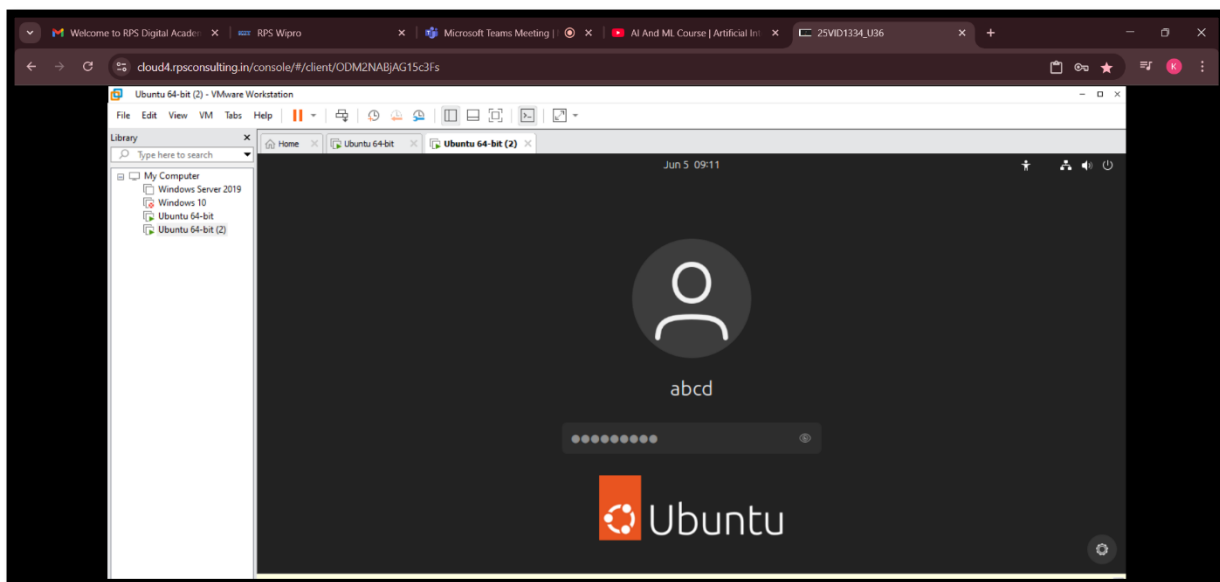 Welcome to RPS Digital Acade
RPS Wipro
Microsoft Teams Meeting |
AI And ML Course | Artificial Int
25VID1334_U36
cloud4.rpsconsulting.in/console/#/client/ODM2NABjAG15c3Fs
K
Ubuntu 64-bit (2) - VMware Workstation
File Edit View VM Tabs Help
Library
Home
Ubuntu 64-bit
Ubuntu 64-bit (2)
Type here to search
Jun 5 09:11
My Computer
Windows Server 2019
Windows 10
Ubuntu 64-bit
Ubuntu 64-bit (2)
abcd
Ubuntu